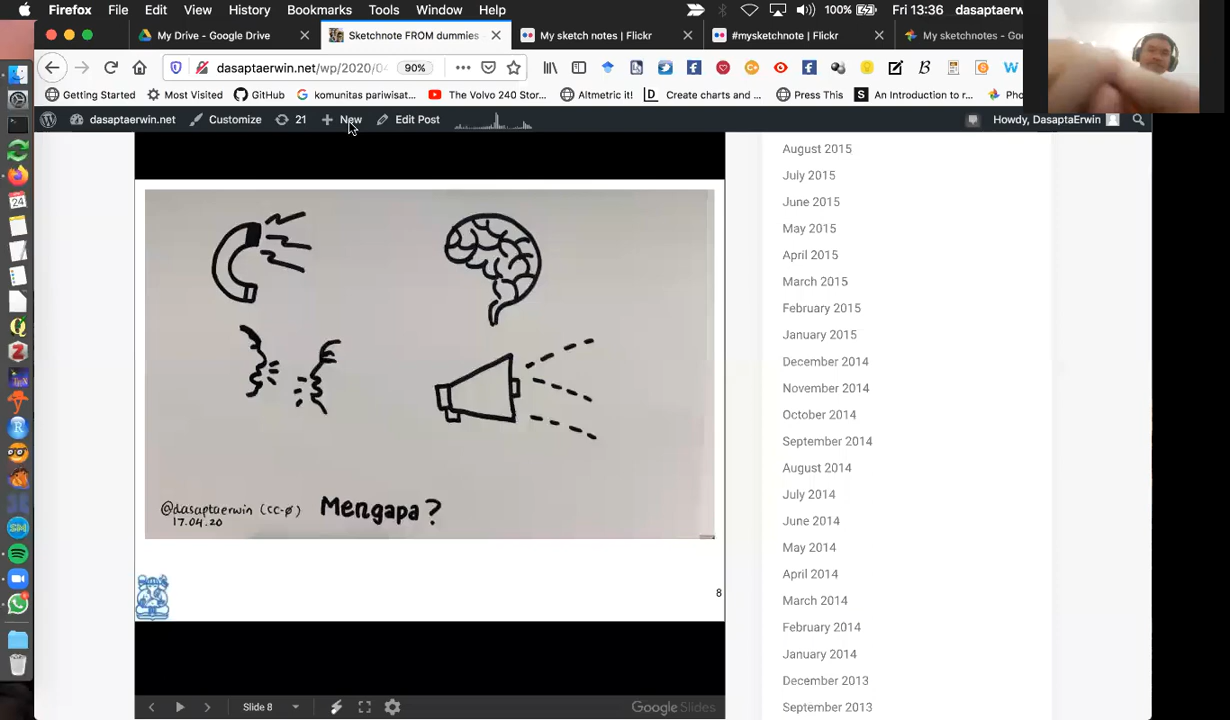 Firefox File Edit View History Bookmarks Tools Window Help 100% Fri 13:36 dasaptaerw
My Drive - Google Drive Sketchnote FROM dummies My sketch notes | Flickr #mysketchnote | Flickr My sketchnotes - Go
dasaptaerwin.net/wp/2020/04 90%
Getting Started Most Visited GitHub komunitas pariwisat... The Volvo 240 Stor... Altmetric it! Create charts and ... Press This An Introduction to r...
dasaptaerwin.net Customize 21 New Edit Post Howdy, DasaptaErwin
August 2015
July 2015
June 2015
May 2015
April 2015
March 2015
February 2015
January 2015
December 2014
November 2014
October 2014
September 2014
August 2014
July 2014
June 2014
May 2014
April 2014
March 2014
February 2014
January 2014
December 2013
September 2013
@dasaptaerwin (cc-ø) Mengapa?
17.04.20
8
Slide 8 Google Slides